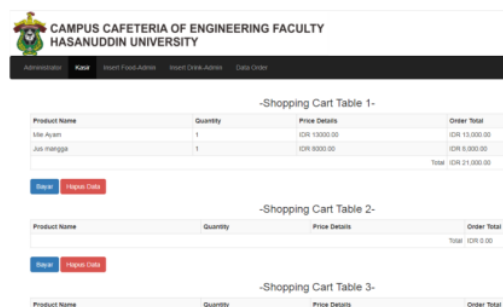 CAMPUS CAFETERIA OF ENGINEERING FACULTY
HASANUDDIN UNIVERSITY
Administrator Kasir Insert Food-Admin Insert Drink-Admin Data Order
-Shopping Cart Table 1-
Product Name Quantity Price Details Order Total
Mie Ayam 1 IDR 13000.00 IDR 13,000.00
Jus mangga 1 IDR 8000.00 IDR 8,000.00
Total IDR 21,000.00
Bayar Hapus Data
-Shopping Cart Table 2-
Product Name Quantity Price Details Order Total
Total IDR 0.00
Bayar Hapus Data
-Shopping Cart Table 3-
Product Name Quantity Price Details Order Total